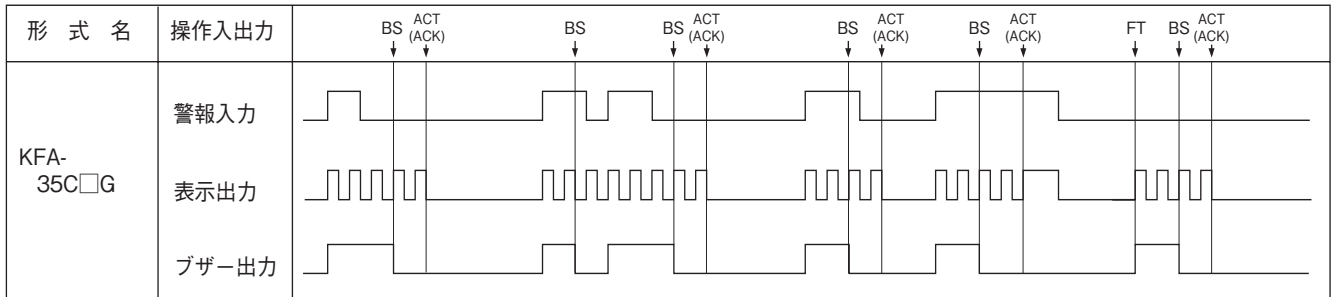 形 式 名
操作入出力
BS ACT (ACK)
BS
BS ACT (ACK)
BS ACT (ACK)
BS ACT (ACK)
FT BS ACT (ACK)
KFA-
35C□G
警報入力
表示出力
ブザー出力